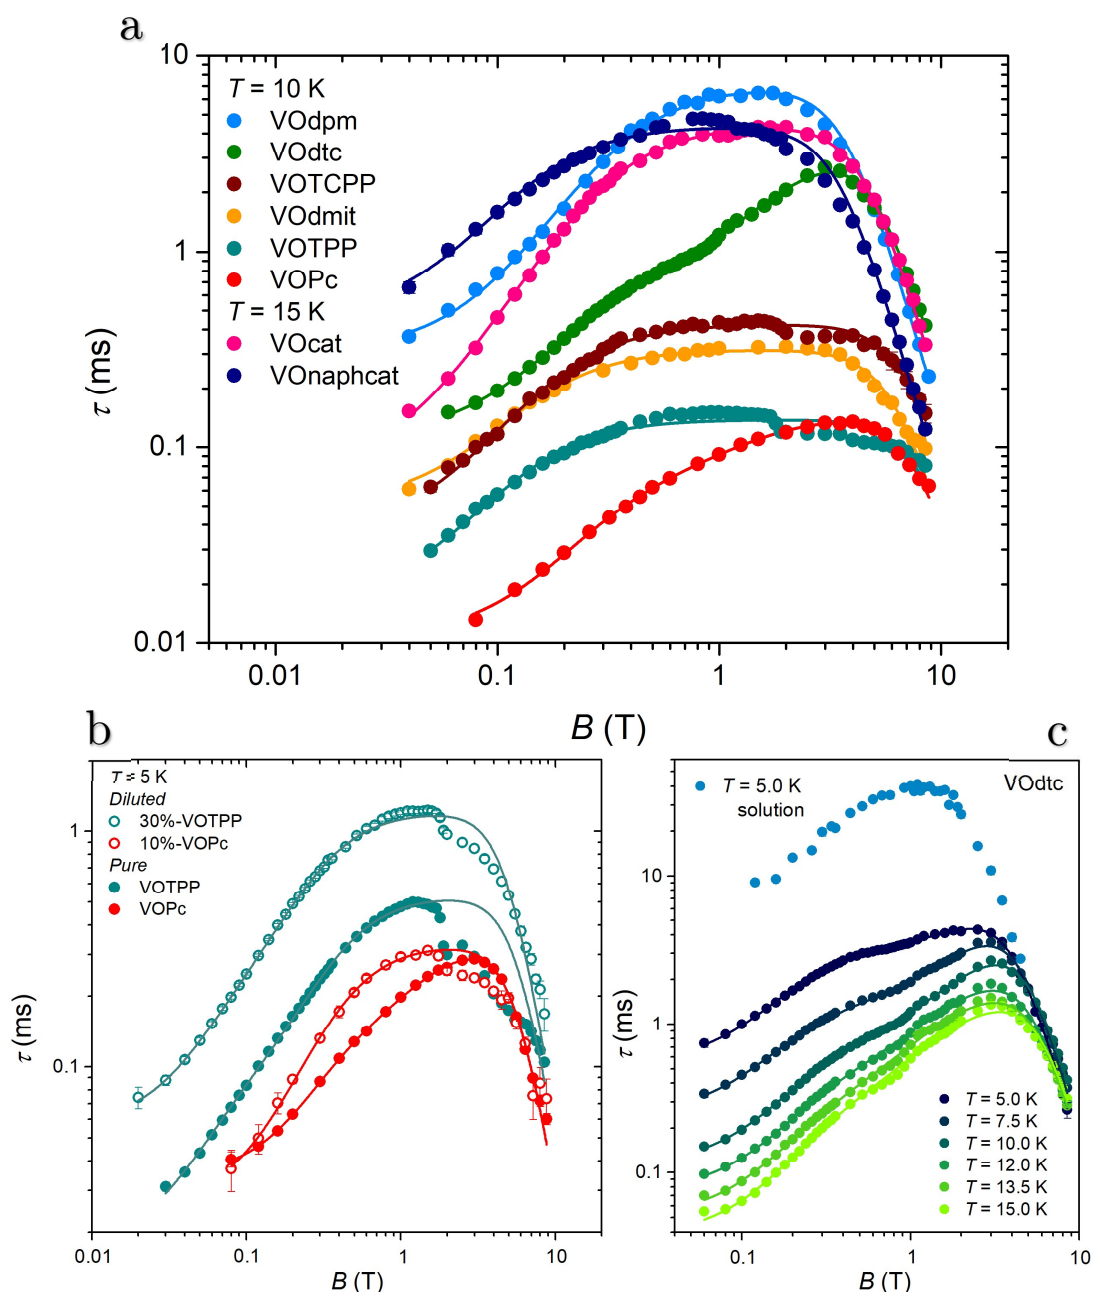 a
10
1
0.1
0.01
τ (ms)
T = 10 K
VOdpm
VOdtc
VOTCPP
VOdmit
VOTPP
VOPc
T = 15 K
VOcat
VOnaphcat
0.01 0.1 1 10
B (T)
b
T = 5 K
Diluted
30%-VOTPP
10%-VOPc
Pure
VOTPP
VOPc
1
0.1
τ (ms)
0.01 0.1 1 10
B (T)
c
T = 5.0 K
solution
VOdtc
10
1
0.1
τ (ms)
T = 5.0 K
T = 7.5 K
T = 10.0 K
T = 12.0 K
T = 13.5 K
T = 15.0 K
0.1 1 10
B (T)